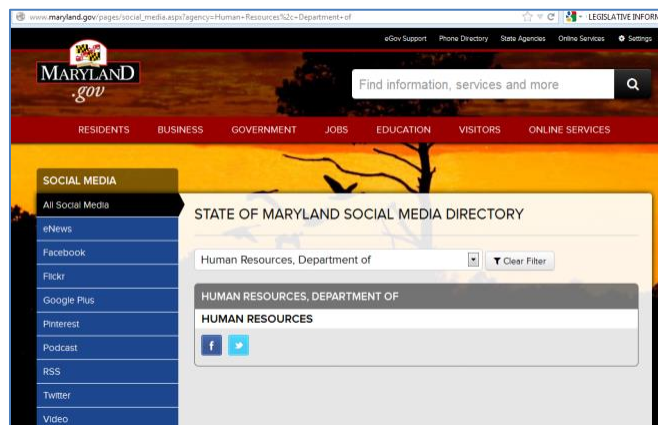 www.maryland.gov/pages/social_media.aspx?agency=Human+Resources%2c+Department+of
LEGISLATIVE INFORM
eGov Support Phone Directory State Agencies Online Services Settings
MARYLAND
.gov
Find information, services and more
RESIDENTS BUSINESS GOVERNMENT JOBS EDUCATION VISITORS ONLINE SERVICES
SOCIAL MEDIA
All Social Media
eNews
Facebook
Flickr
Google Plus
Pinterest
Podcast
RSS
Twitter
Video
STATE OF MARYLAND SOCIAL MEDIA DIRECTORY
Human Resources, Department of
Clear Filter
HUMAN RESOURCES, DEPARTMENT OF
HUMAN RESOURCES
f